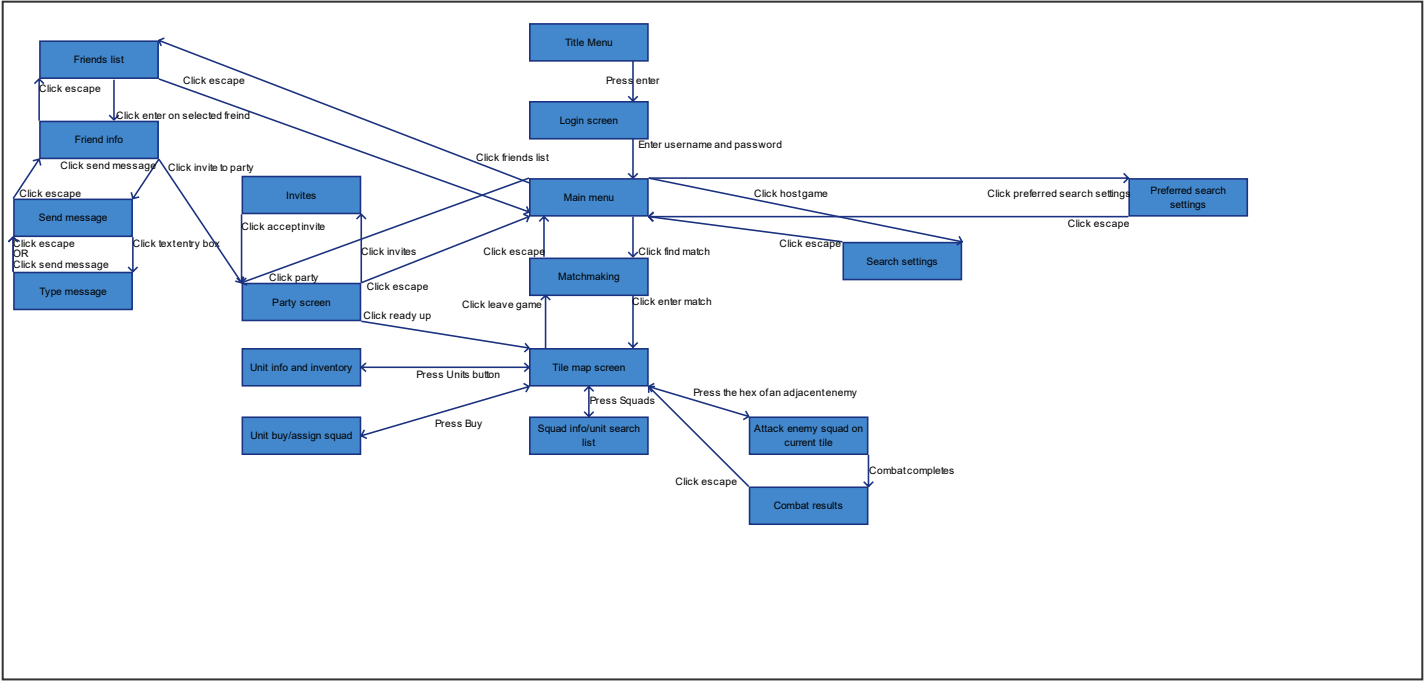 Title Menu
Friends list
Press enter
Click escape
Click escape
Click enter on selected freind
Login screen
Friend info
Enter username and password
Click friends list
Click send message
Click invite to party
Click escape
Invites
Main menu
Click host game
Click preferred search settings
Preferred search
settings
Send message
Click accept invite
Click escape
Click escape
OR
Click send message
Click text entry box
Click invites
Click escape
Click find match
Click escape
Search settings
Type message
Click party
Click escape
Matchmaking
Party screen
Click leave game
Click enter match
Click ready up
Unit info and inventory
Press Units button
Tile map screen
Press the hex of an adjacent enemy
Press Squads
Press Buy
Unit buy/assign squad
Squad info/unit search
list
Attack enemy squad on
current tile
Combat completes
Click escape
Combat results